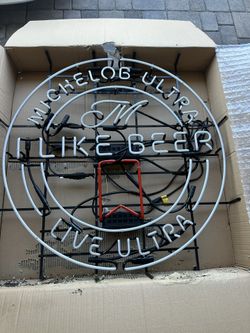 MICHELOB ULTRA
M
I LIKE BEER
LIVE ULTRA